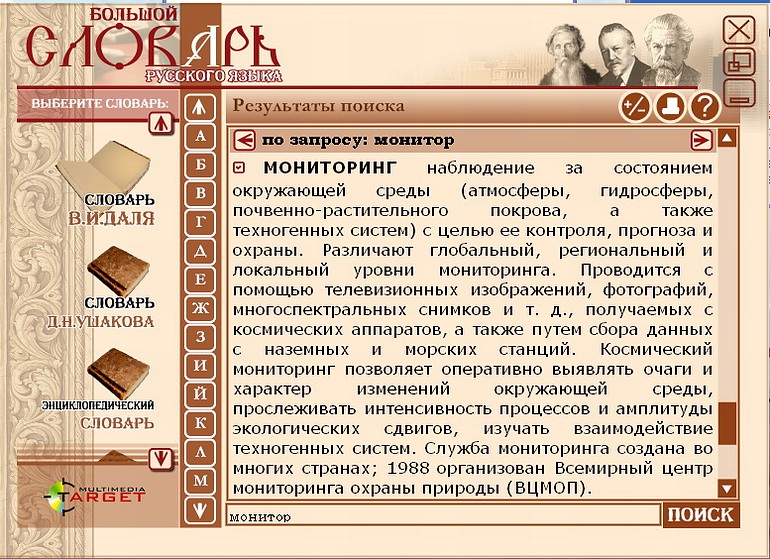 БОЛЬШОЙ
СЛОВАРЬ
РУССКОГО ЯЗЫКА
ВЫБЕРИТЕ СЛОВАРЬ:
СЛОВАРЬ
В.И.ДАЛЯ
СЛОВАРЬ
Д.Н.УШАКОВА
ЭНЦИКЛОПЕДИЧЕСКИЙ
СЛОВАРЬ
MULTIMEDIA
TARGET
А
Б
В
Г
Д
Е
Ж
З
И
Й
К
Л
М
Результаты поиска
+/-
?
по запросу: монитор
МОНИТОРИНГ наблюдение за состоянием
окружающей среды (атмосферы, гидросферы,
почвенно-растительного покрова, а также
техногенных систем) с целью ее контроля, прогноза и
охраны. Различают глобальный, региональный и
локальный уровни мониторинга. Проводится с
помощью телевизионных изображений, фотографий,
многоспектральных снимков и т. д., получаемых с
космических аппаратов, а также путем сбора данных
с наземных и морских станций. Космический
мониторинг позволяет оперативно выявлять очаги и
характер изменений окружающей среды,
прослеживать интенсивность процессов и амплитуды
экологических сдвигов, изучать взаимодействие
техногенных систем. Служба мониторинга создана во
многих странах; 1988 организован Всемирный центр
мониторинга охраны природы (ВЦМОП).
монитор
ПОИСК